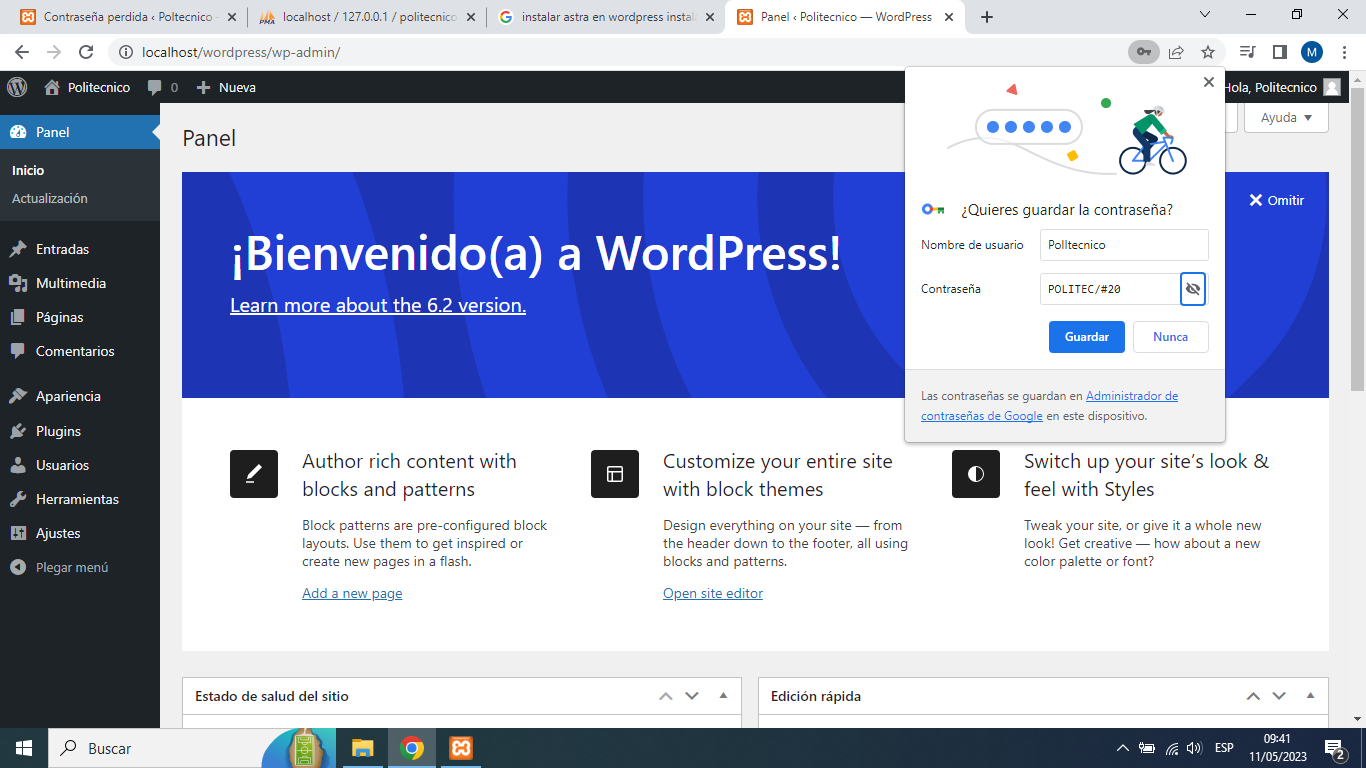 Contraseña perdida ‹ Poltecnico
localhost / 127.0.0.1 / politecnico
instalar astra en wordpress instal
Panel ‹ Politecnico — WordPress
localhost/wordpress/wp-admin/
M
Politecnico
0
Nueva
Hola, Politecnico
Panel
Inicio
Actualización
Entradas
Multimedia
Páginas
Comentarios
Apariencia
Plugins
Usuarios
Herramientas
Ajustes
Plegar menú
Panel
Ayuda
¡Bienvenido(a) a WordPress!
Learn more about the 6.2 version.
Omitir
¿Quieres guardar la contraseña?
Nombre de usuario
Polltecnico
Contraseña
POLITEC/#20
Guardar
Nunca
Las contraseñas se guardan en Administrador de
contraseñas de Google en este dispositivo.
Author rich content with
blocks and patterns
Block patterns are pre-configured block
layouts. Use them to get inspired or
create new pages in a flash.
Add a new page
Customize your entire site
with block themes
Design everything on your site — from
the header down to the footer, all using
blocks and patterns.
Open site editor
Switch up your site’s look &
feel with Styles
Tweak your site, or give it a whole new
look! Get creative — how about a new
color palette or font?
Estado de salud del sitio
Edición rápida
Buscar
ESP
09:41
11/05/2023
2